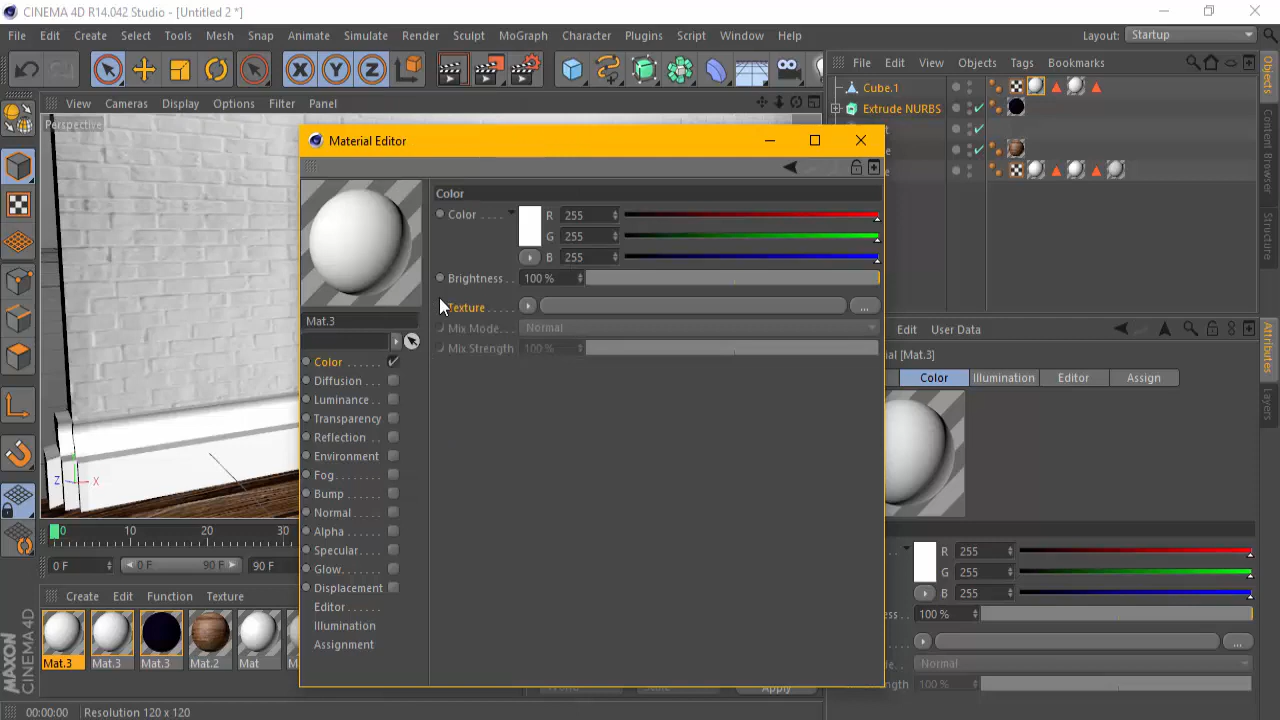 CINEMA 4D R14.042 Studio - [Untitled 2 *]
File Edit Create Select Tools Mesh Snap Animate Simulate Render Sculpt MoGraph Character Plugins Script Window Help Layout: Startup
X Y Z
File Edit View Objects Tags Bookmarks
View Cameras Display Options Filter Panel
Perspective
Cube.1
Extrude NURBS
Material Editor
Color
Color . . . . R 255
G 255
B 255
Brightness . . 100 %
Texture . . . . . ...
Mix Mode. . . Normal
Mix Strength 100 %
Mat.3
Color . . . . . .
Diffusion . . .
Luminance . .
Transparency
Reflection . .
Environment
Fog. . . . . . . .
Bump . . . . . .
Normal . . . . .
Alpha . . . . . .
Specular. . . .
Glow. . . . . . .
Displacement
Editor . . . . . .
Illumination
Assignment
Z X
0 10 20 30
0 F 0 F 90 F 90 F
Create Edit Function Texture
Mat.3 Mat.3 Mat.3 Mat.2 Mat
Apply
Edit User Data
[Mat.3]
Color Illumination Editor Assign
R 255
G 255
B 255
100 %
...
Normal
100 %
Objects
Content Browser
Structure
Attributes
Layers
MAXON
CINEMA 4D
00:00:00 Resolution 120 x 120